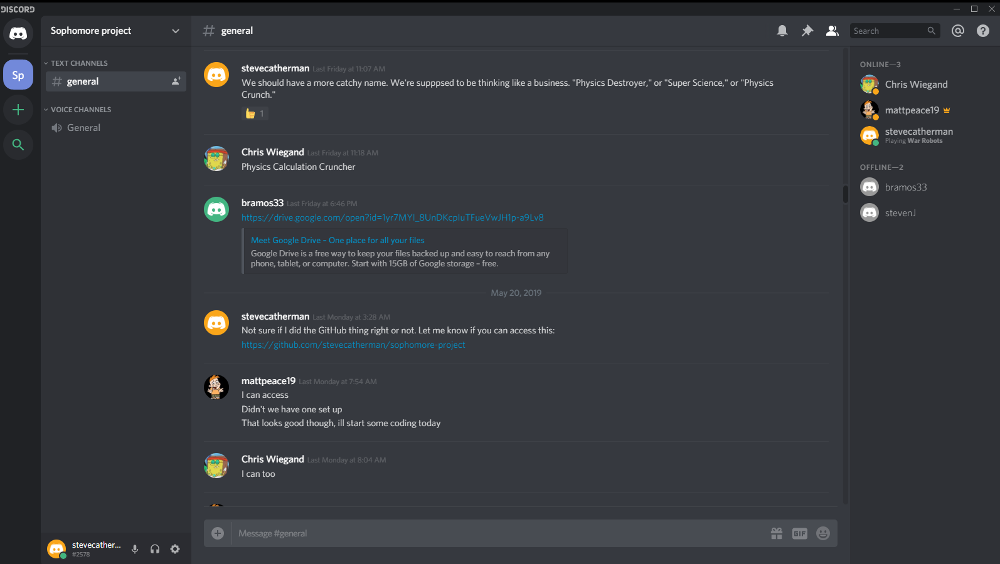 DISCORD
Sophomore project
general
Search
Sp
TEXT CHANNELS
general
VOICE CHANNELS
General
stevecatherman Last Friday at 11:07 AM
We should have a more catchy name. We're supppsed to be thinking like a business. "Physics Destroyer," or "Super Science," or "Physics
Crunch."
1
Chris Wiegand Last Friday at 11:18 AM
Physics Calculation Cruncher
bramos33 Last Friday at 6:46 PM
https://drive.google.com/open?id=1yr7MYl_8UnDKcpluTFueVwJH1p-a9Lv8
Meet Google Drive – One place for all your files
Google Drive is a free way to keep your files backed up and easy to reach from any
phone, tablet, or computer. Start with 15GB of Google storage – free.
May 20, 2019
stevecatherman Last Monday at 3:28 AM
Not sure if I did the GitHub thing right or not. Let me know if you can access this:
https://github.com/stevecatherman/sophomore-project
mattpeace19 Last Monday at 7:54 AM
I can access
Didn't we have one set up
That looks good though, ill start some coding today
Chris Wiegand Last Monday at 8:04 AM
I can too
Message #general
GIF
ONLINE—3
Chris Wiegand
mattpeace19
stevecatherman
Playing War Robots
OFFLINE—2
bramos33
stevenJ
stevecather...
#2578